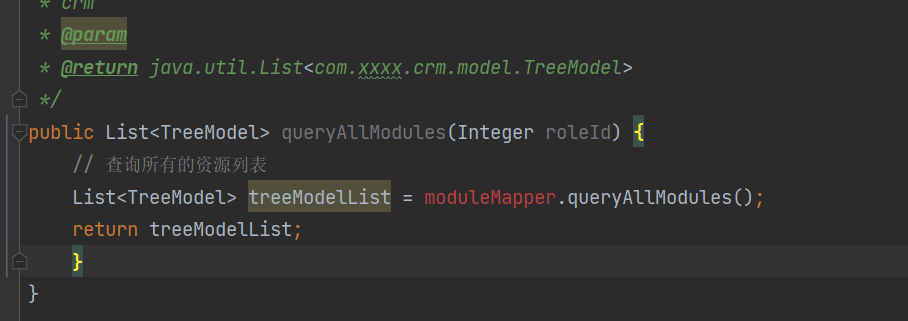 * crm
* @param
* @return java.util.List<com.xxxx.crm.model.TreeModel>
*/
public List<TreeModel> queryAllModules(Integer roleId) {
// 查询所有的资源列表
List<TreeModel> treeModelList = moduleMapper.queryAllModules();
return treeModelList;
}
}